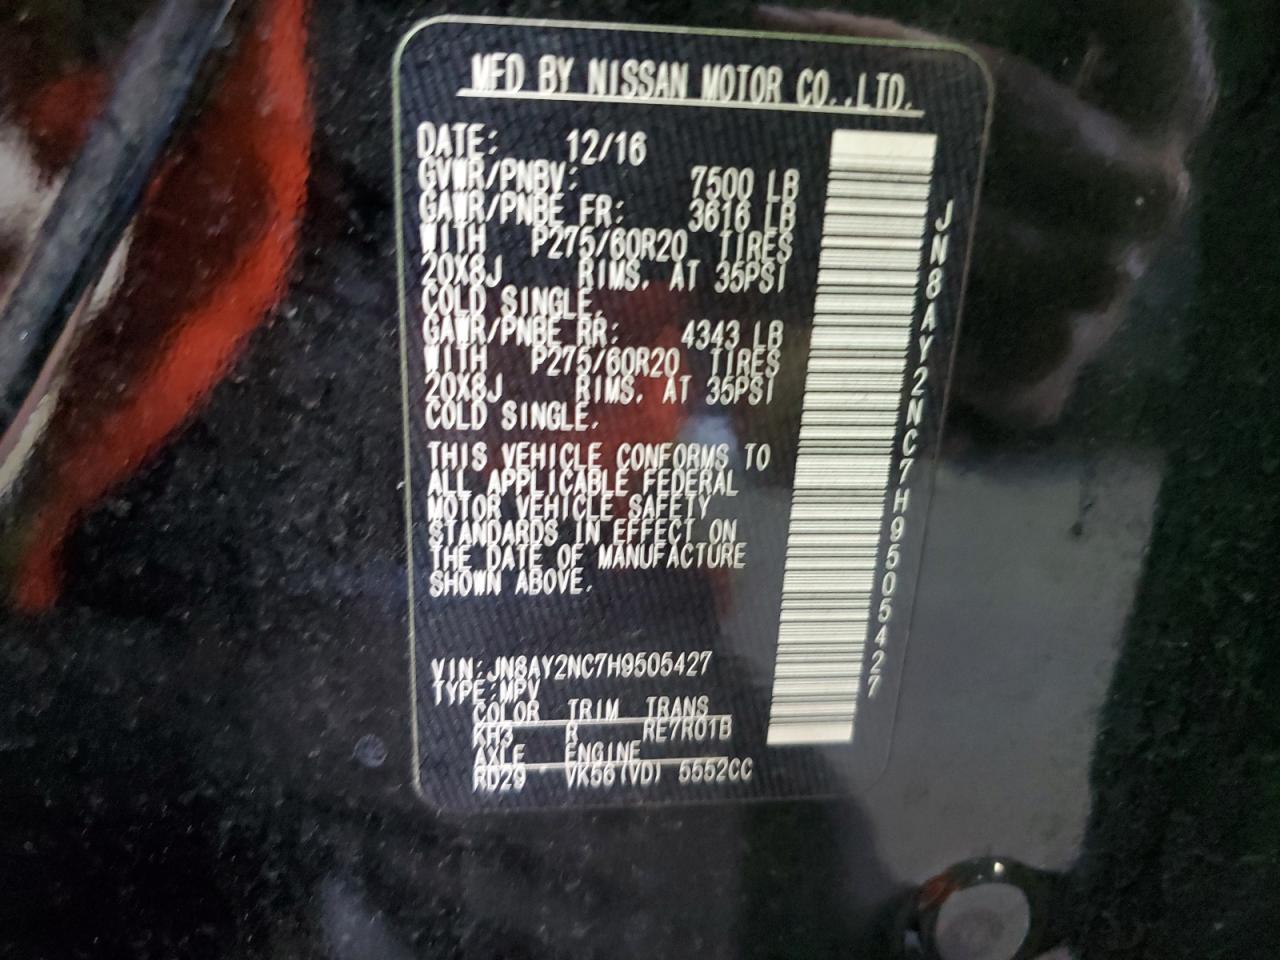 MFD BY NISSAN MOTOR CO.,LTD.
DATE: 12/16
GVWR/PNBV: 7500 LB
GAWR/PNBE FR: 3616 LB
WITH P275/60R20 TIRES
20X8J RIMS, AT 35PSI
COLD SINGLE.
GAWR/PNBE RR: 4343 LB
WITH P275/60R20 TIRES
20X8J RIMS, AT 35PSI
COLD SINGLE.
THIS VEHICLE CONFORMS TO
ALL APPLICABLE FEDERAL
MOTOR VEHICLE SAFETY
STANDARDS IN EFFECT ON
THE DATE OF MANUFACTURE
SHOWN ABOVE.
VIN:JN8AY2NC7H9505427
TYPE:MPV
COLOR TRIM TRANS
KH3 R RE7R01B
AXLE ENGINE
RD29 VK56(VD) 5552CC
JN8AY2NC7H9505427